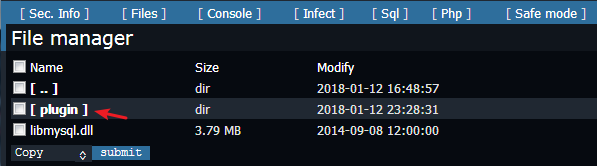 [ Sec. Info ] [ Files ] [ Console ] [ Infect ] [ Sql ] [ Php ] [ Safe mode ]
File manager
Name Size Modify
[ .. ] dir 2018-01-12 16:48:57
[ plugin ] dir 2018-01-12 23:28:31
libmysql.dll 3.79 MB 2014-09-08 12:00:00
Copy submit